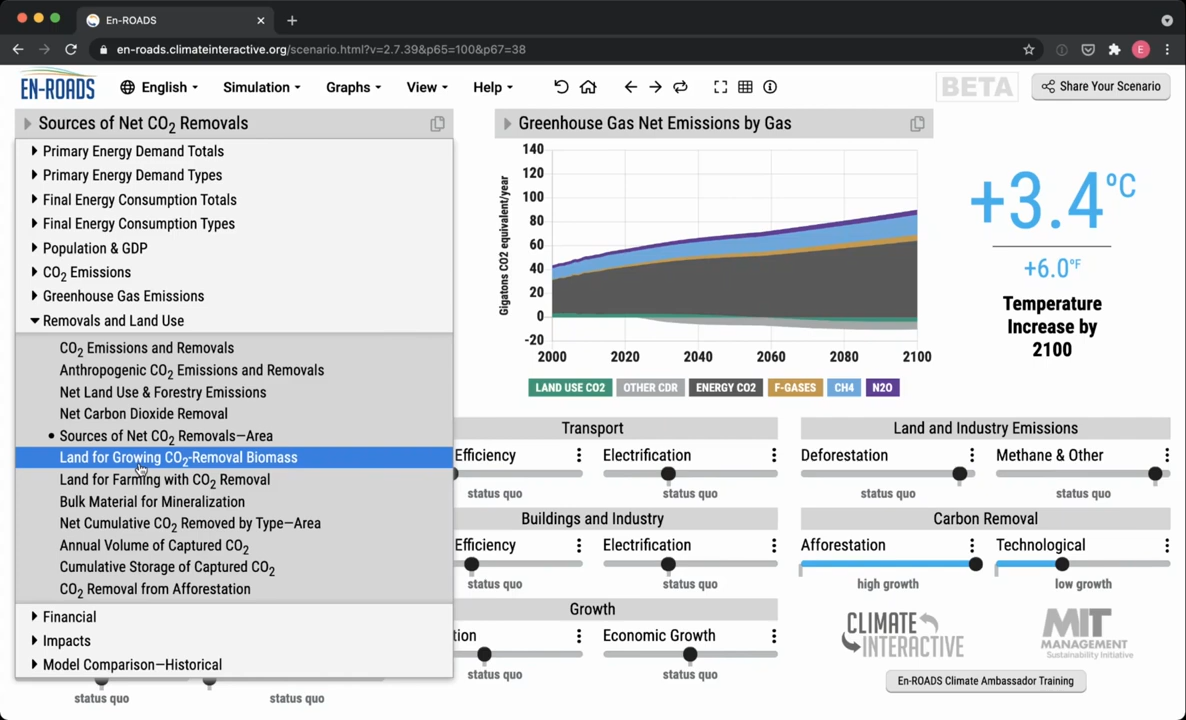 En-ROADS
en-roads.climateinteractive.org/scenario.html?v=2.7.39&p65=100&p67=38
E
EN-ROADS
English
Simulation
Graphs
View
Help
BETA
Share Your Scenario
Sources of Net CO2 Removals
Primary Energy Demand Totals
Primary Energy Demand Types
Final Energy Consumption Totals
Final Energy Consumption Types
Population & GDP
CO2 Emissions
Greenhouse Gas Emissions
Removals and Land Use
CO2 Emissions and Removals
Anthropogenic CO2 Emissions and Removals
Net Land Use & Forestry Emissions
Net Carbon Dioxide Removal
Sources of Net CO2 Removals—Area
Land for Growing CO2-Removal Biomass
Land for Farming with CO2 Removal
Bulk Material for Mineralization
Net Cumulative CO2 Removed by Type—Area
Annual Volume of Captured CO2
Cumulative Storage of Captured CO2
CO2 Removal from Afforestation
Financial
Impacts
Model Comparison—Historical
status quo
status quo
Greenhouse Gas Net Emissions by Gas
Gigatons CO2 equivalent/year
140
120
100
80
60
40
20
0
-20
2000 2020 2040 2060 2080 2100
LAND USE CO2
OTHER CDR
ENERGY CO2
F-GASES
CH4
N2O
+3.4°C
+6.0°F
Temperature
Increase by
2100
Transport
Efficiency
status quo
Electrification
status quo
Buildings and Industry
Efficiency
status quo
Electrification
status quo
Growth
tion
status quo
Economic Growth
status quo
Land and Industry Emissions
Deforestation
status quo
Methane & Other
status quo
Carbon Removal
Afforestation
high growth
Technological
low growth
CLIMATE
INTERACTIVE
MIT
MANAGEMENT
Sustainability Initiative
En-ROADS Climate Ambassador Training